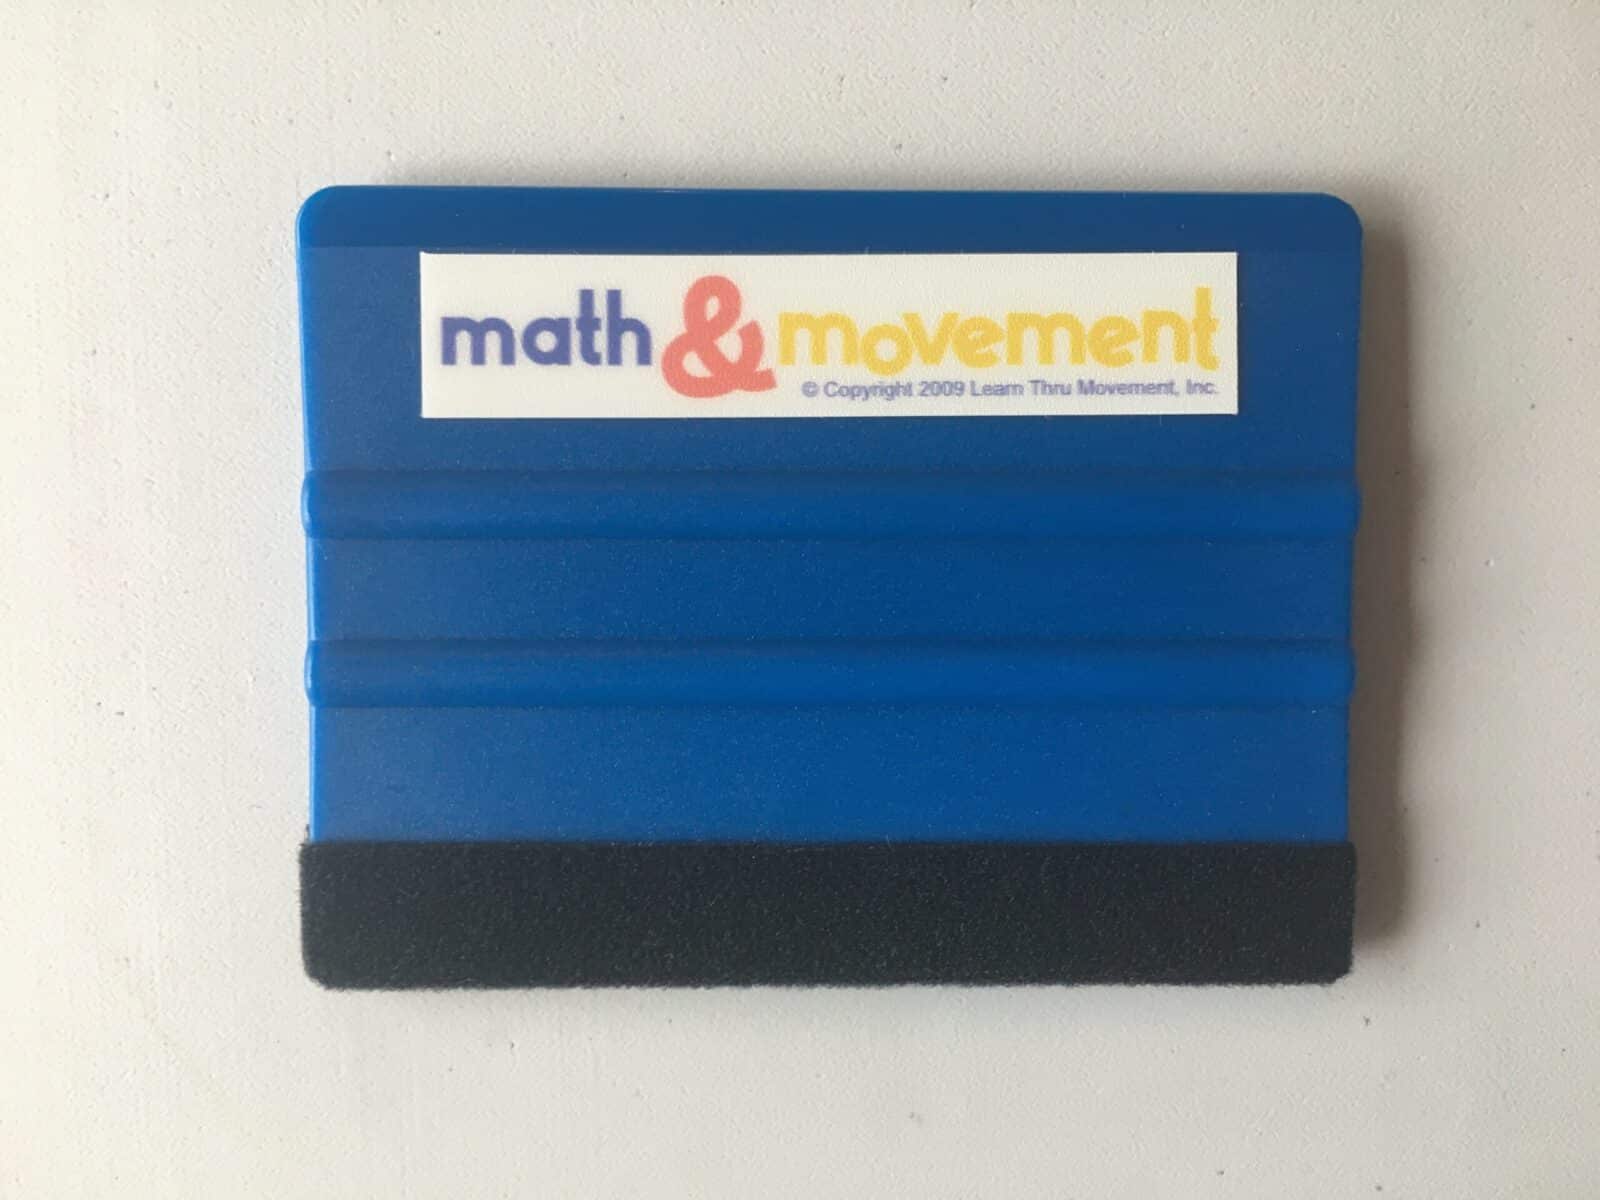 math & movement
© Copyright 2009 Learn Thru Movement, Inc.